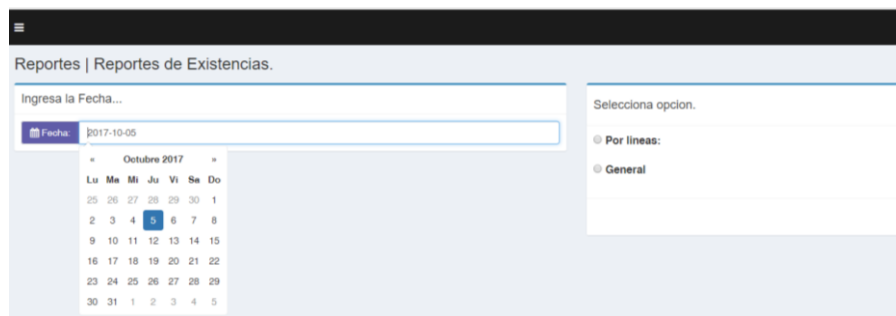 Reportes | Reportes de Existencias.
Ingresa la Fecha...
Fecha: 2017-10-05
« Octubre 2017 »
Lu Ma Mi Ju Vi Sa Do
25 26 27 28 29 30 1
2 3 4 5 6 7 8
9 10 11 12 13 14 15
16 17 18 19 20 21 22
23 24 25 26 27 28 29
30 31 1 2 3 4 5
Selecciona opcion.
Por lineas:
General